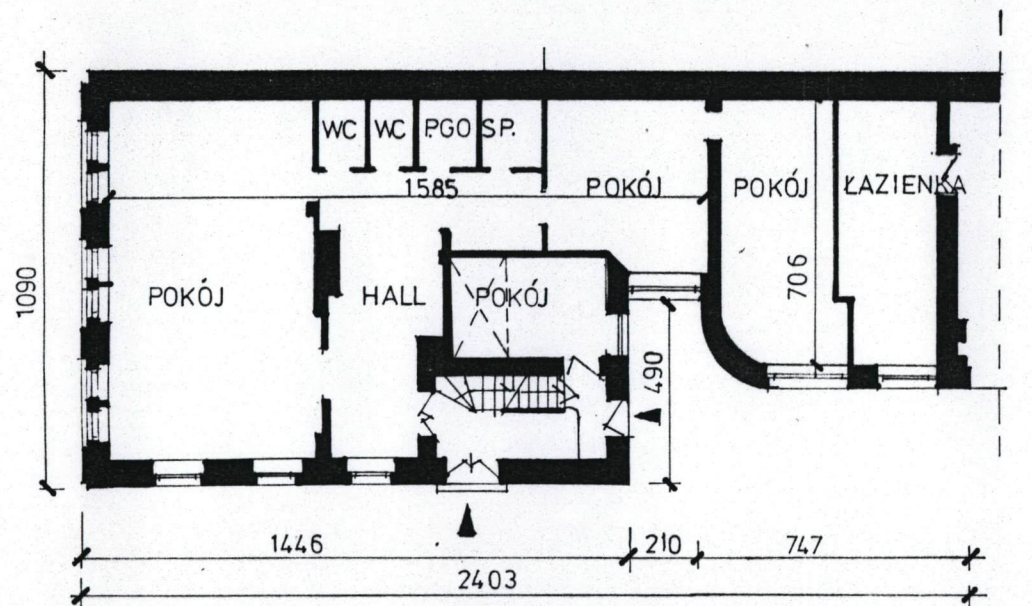 WC WC PGO SP.
1585
POKÓJ POKÓJ ŁAZIENKA
1090
POKÓJ HALL POKÓJ
706
490
1446 210 747
2403